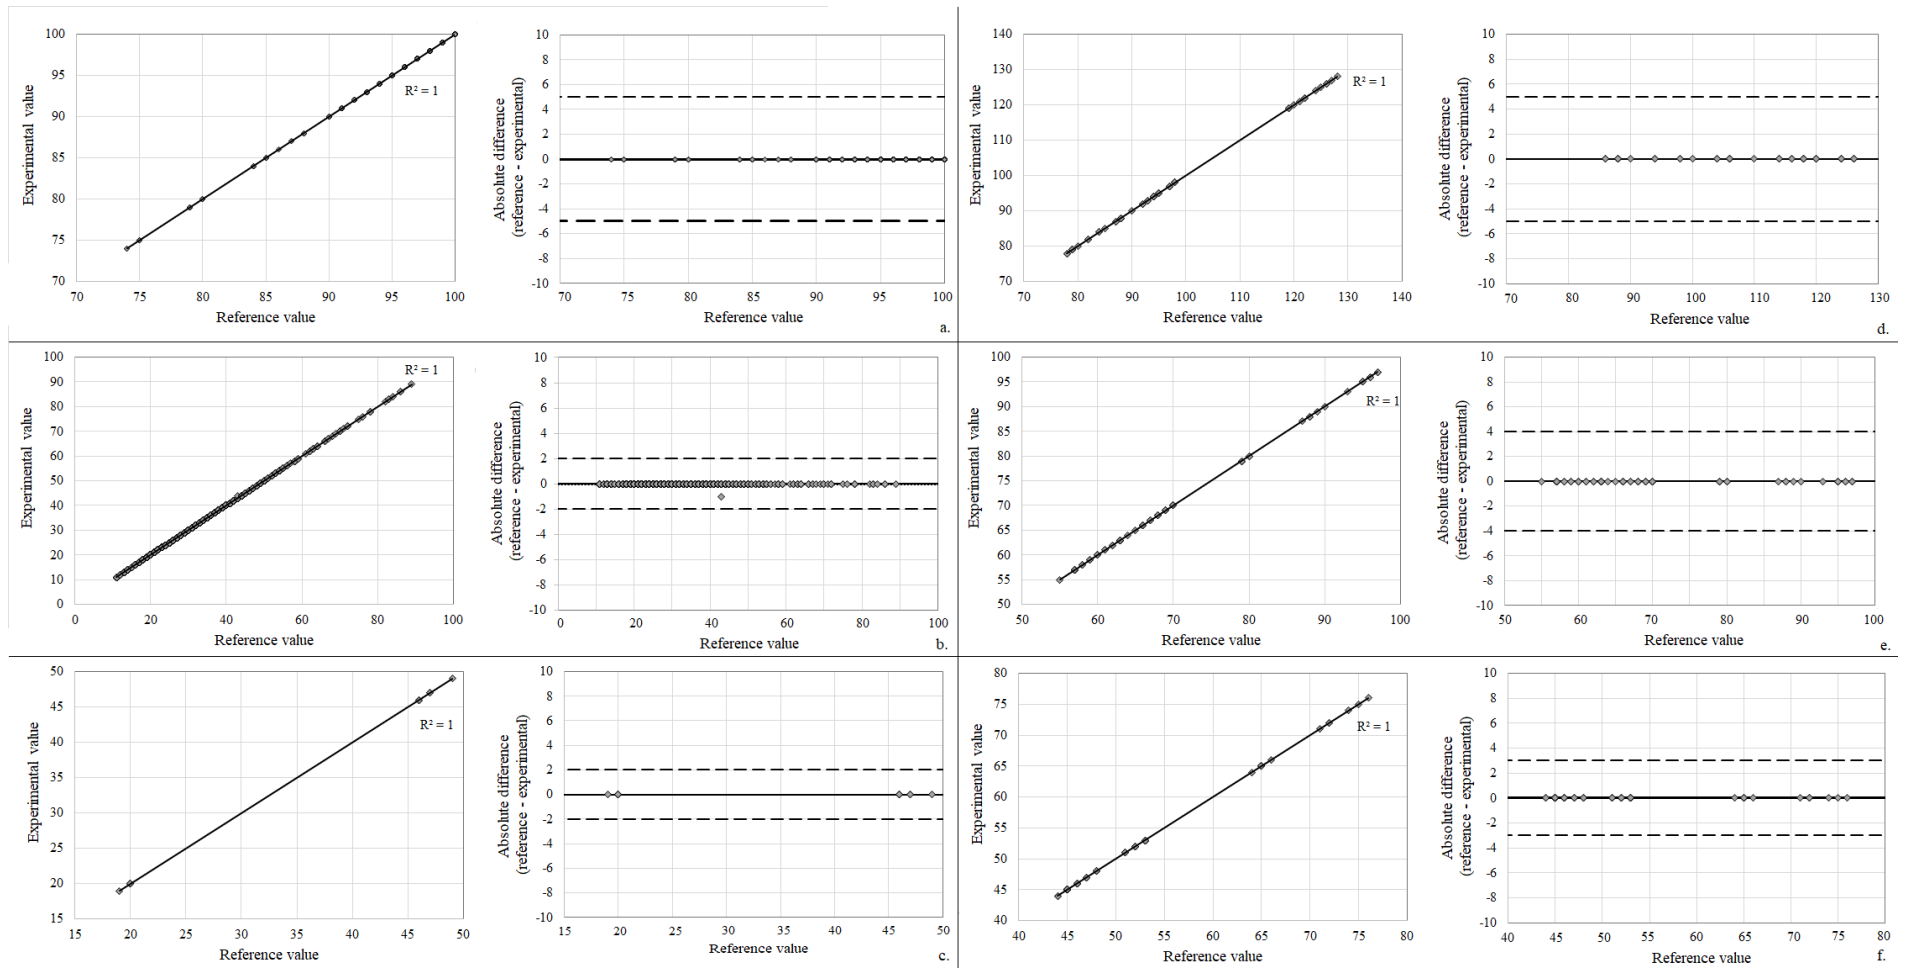 100
95
90
85
80
75
70
70 75 80 85 90 95 100
R² = 1
Experimental value
Reference value
10
8
6
4
2
0
-2
-4
-6
-8
-10
70 75 80 85 90 95 100
Absolute difference
(reference - experimental)
Reference value
a.
140
130
120
110
100
90
80
70
70 80 90 100 110 120 130 140
R² = 1
Experimental value
Reference value
10
8
6
4
2
0
-2
-4
-6
-8
-10
70 80 90 100 110 120 130
Absolute difference
(reference - experimental)
Reference value
d.
100
90
80
70
60
50
40
30
20
10
0
0 20 40 60 80 100
R² = 1
Experimental value
Reference value
10
8
6
4
2
0
-2
-4
-6
-8
-10
0 20 40 60 80 100
Absolute difference
(reference - experimental)
Reference value
b.
100
95
90
85
80
75
70
65
60
55
50
50 60 70 80 90 100
R² = 1
Experimental value
Reference value
10
8
6
4
2
0
-2
-4
-6
-8
-10
50 60 70 80 90 100
Absolute difference
(reference - experimental)
Reference value
e.
50
45
40
35
30
25
20
15
15 20 25 30 35 40 45 50
R² = 1
Experimental value
Reference value
10
8
6
4
2
0
-2
-4
-6
-8
-10
15 20 25 30 35 40 45 50
Absolute difference
(reference - experimental)
Reference value
c.
80
75
70
65
60
55
50
45
40
40 45 50 55 60 65 70 75 80
R² = 1
Experimental value
Reference value
10
8
6
4
2
0
-2
-4
-6
-8
-10
40 45 50 55 60 65 70 75 80
Absolute difference
(reference - experimental)
Reference value
f.